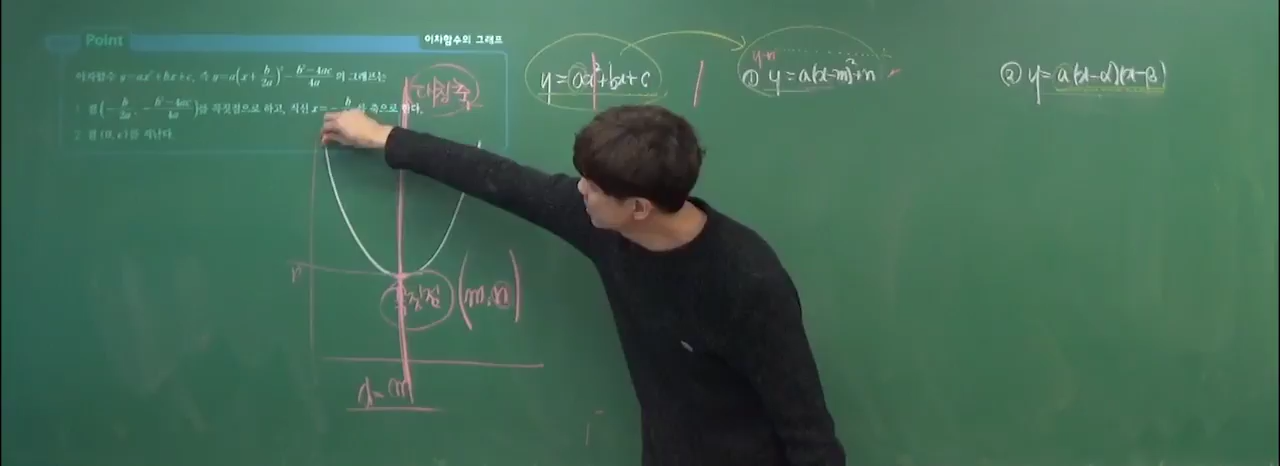 Point
이차함수의 그래프
이차함수 y=ax²+bx+c, 즉 y=a(x+b/2a)²-(b²-4ac)/4a 의 그래프는
1 점(-b/2a, -(b²-4ac)/4a)를 꼭짓점으로 하고, 직선 x=-b 축으로 한다.
2 점 (0, c)를 지난다.
대칭축
y=ax²+bx+c
y-n
① y=a(x-m)²+n
② y=a(x-α)(x-β)
n
꼭짓점 (m, n)
x=m